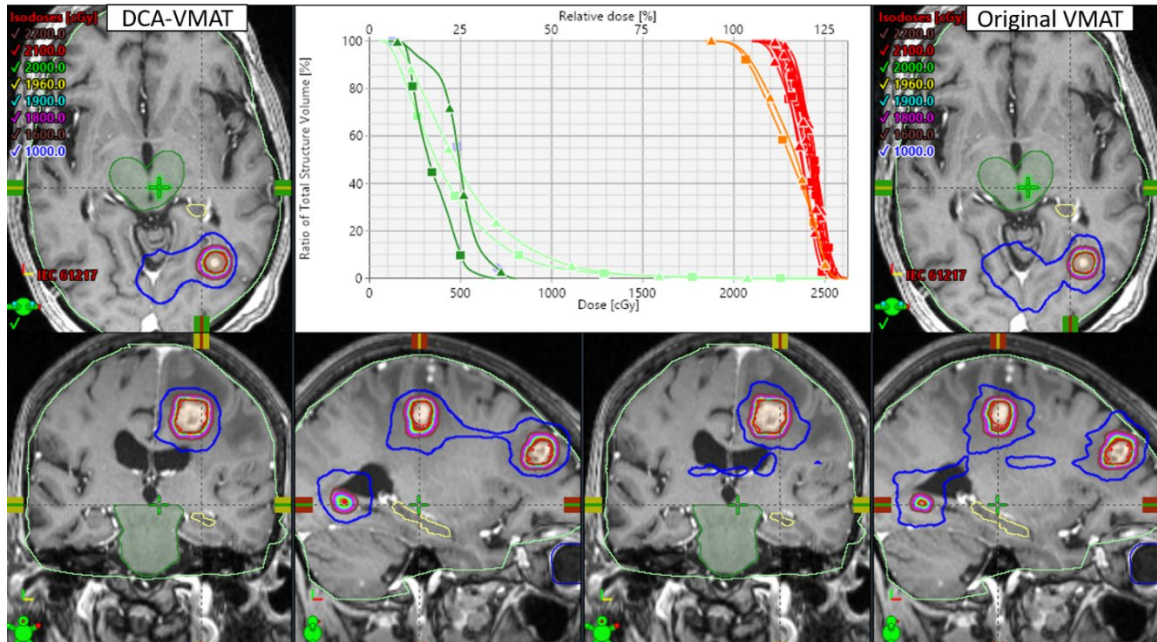 Isodoses [cGy]
DCA-VMAT
✓ 2200.0
✓ 2100.0
✓ 2000.0
✓ 1960.0
✓ 1900.0
✓ 1800.0
✓ 1600.0
✓ 1000.0
IEC 61217
Relative dose [%]
0 25 50 75 100
Ratio of Total Structure Volume [%]
100
80
60
40
20
0
0 500 1000 1500 2000 2500
Dose [cGy]
Isodoses [cGy]
Original VMAT
✓ 2200.0
✓ 2100.0
✓ 2000.0
✓ 1960.0
✓ 1900.0
✓ 1800.0
✓ 1600.0
✓ 1000.0
IEC 61217